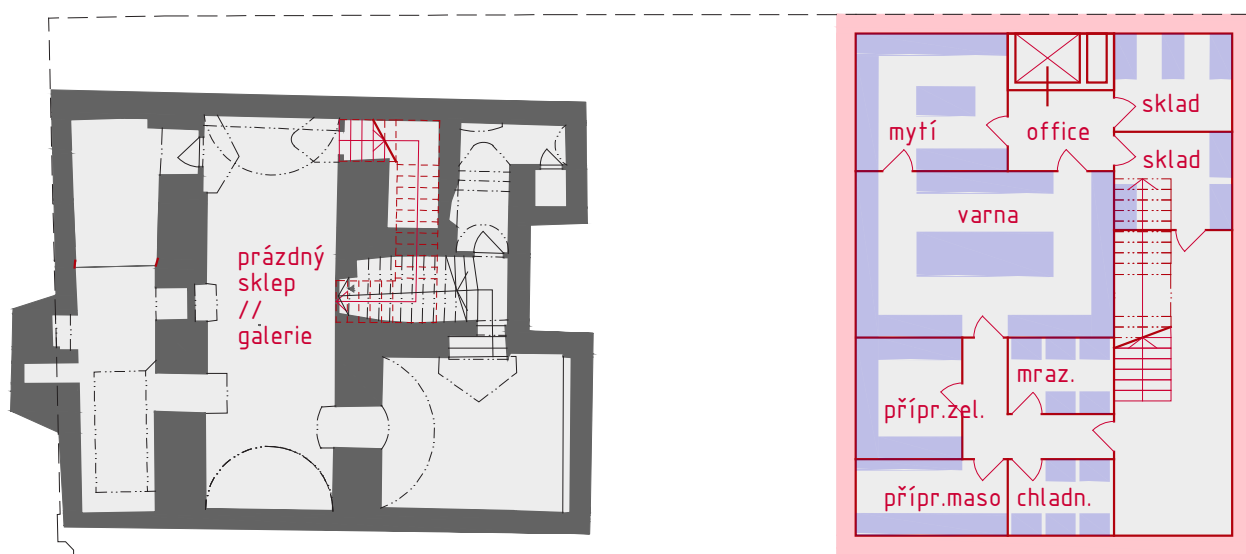 prázdný
sklep
//
galerie
mytí
office
sklad
sklad
varna
mraz.
přípr.zel.
přípr.maso
chladn.